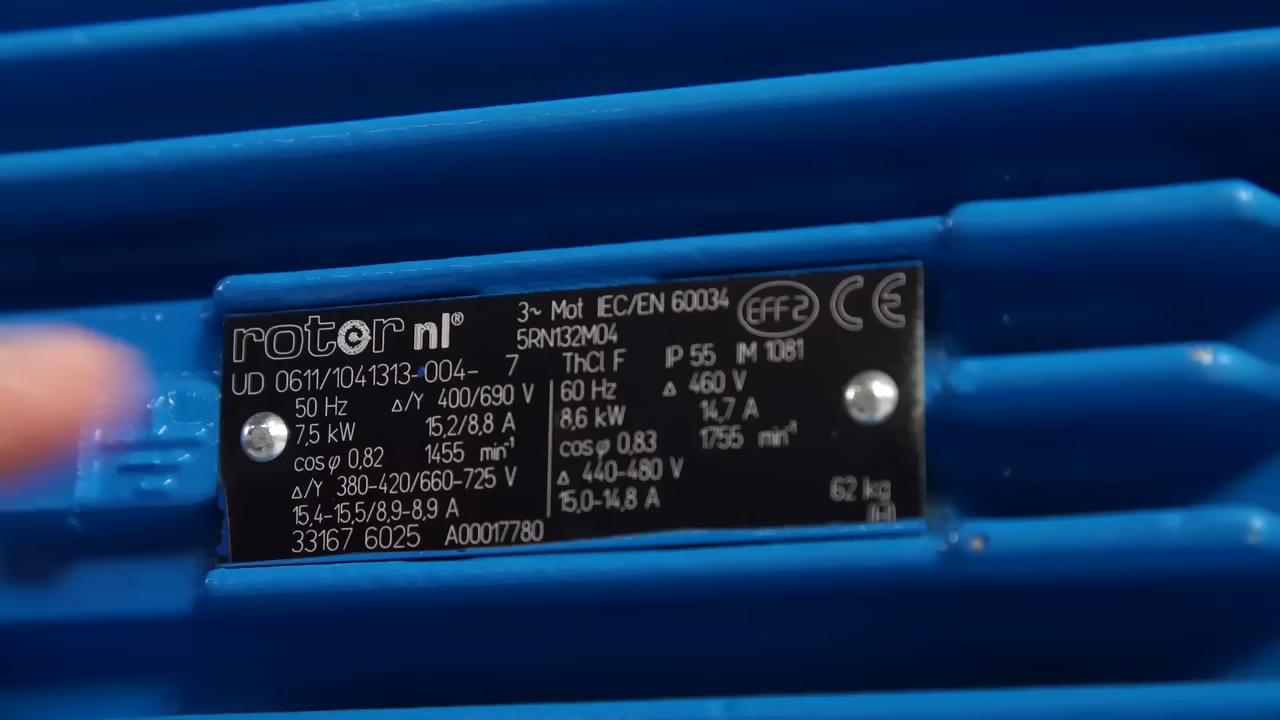 rotor nl®
3~ Mot IEC/EN 60034
EFF2 CE
5RN132M04
UD 0611/1041313-004- 7
ThCl F IP 55 IM 1081
50 Hz Δ/Y 400/690 V
7,5 kW 15,2/8,8 A
cos φ 0,82 1455 min⁻¹
Δ/Y 380-420/660-725 V
15,4-15,5/8,9-8,9 A
60 Hz Δ 460 V
8,6 kW 14,7 A
cos φ 0,83 1755 min⁻¹
Δ 440-480 V
15,0-14,8 A
62 kg
(H)
33167 6025 A00017780